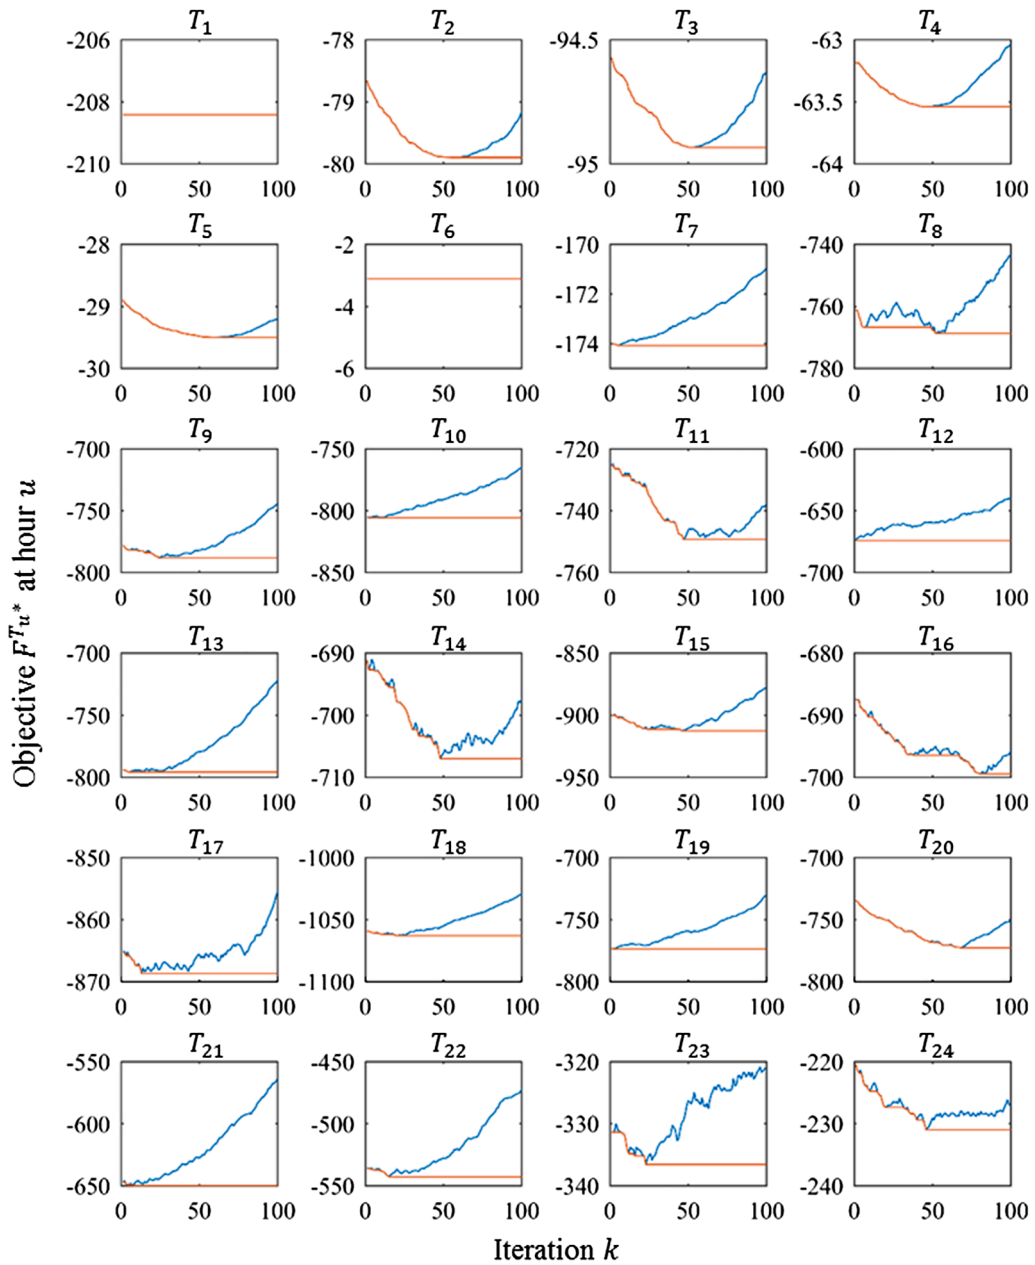 T₁ T₂ T₃ T₄
-206 -78 -94.5 -63
-208 -79 -63.5
-210 -80 -95 -64
0 50 100 0 50 100 0 50 100 0 50 100
T₅ T₆ T₇ T₈
-28 -2 -170 -740
-29 -4 -172 -760
-174
-30 -6 -780
0 50 100 0 50 100 0 50 100 0 50 100
T₉ T₁₀ T₁₁ T₁₂
-700 -750 -720 -600
-750 -800 -740 -650
-800 -850 -760 -700
0 50 100 0 50 100 0 50 100 0 50 100
T₁₃ T₁₄ T₁₅ T₁₆
-700 -690 -850 -680
-750 -700 -900 -690
-800 -710 -950 -700
0 50 100 0 50 100 0 50 100 0 50 100
T₁₇ T₁₈ T₁₉ T₂₀
-850 -1000 -700 -700
-860 -1050 -750 -750
-870 -1100 -800 -800
0 50 100 0 50 100 0 50 100 0 50 100
T₂₁ T₂₂ T₂₃ T₂₄
-550 -450 -320 -220
-600 -500 -330 -230
-650 -550 -340 -240
0 50 100 0 50 100 0 50 100 0 50 100
Objective F^{T_u*} at hour u
Iteration k